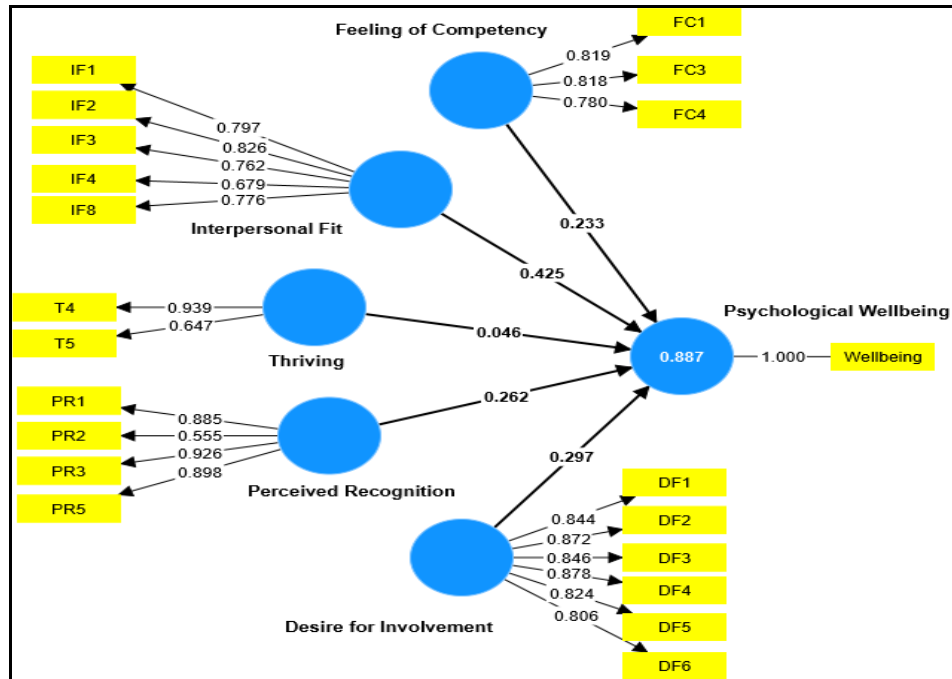 Feeling of Competency
FC1
FC3
FC4
0.819
0.818
0.780
IF1
IF2
IF3
IF4
IF8
0.797
0.826
0.762
0.679
0.776
Interpersonal Fit
0.233
0.425
T4
T5
0.939
0.647
Thriving
0.046
Psychological Wellbeing
0.887
1.000
Wellbeing
PR1
PR2
PR3
PR5
0.885
0.555
0.926
0.898
Perceived Recognition
0.262
0.297
DF1
DF2
DF3
DF4
DF5
DF6
0.844
0.872
0.846
0.878
0.824
0.806
Desire for Involvement